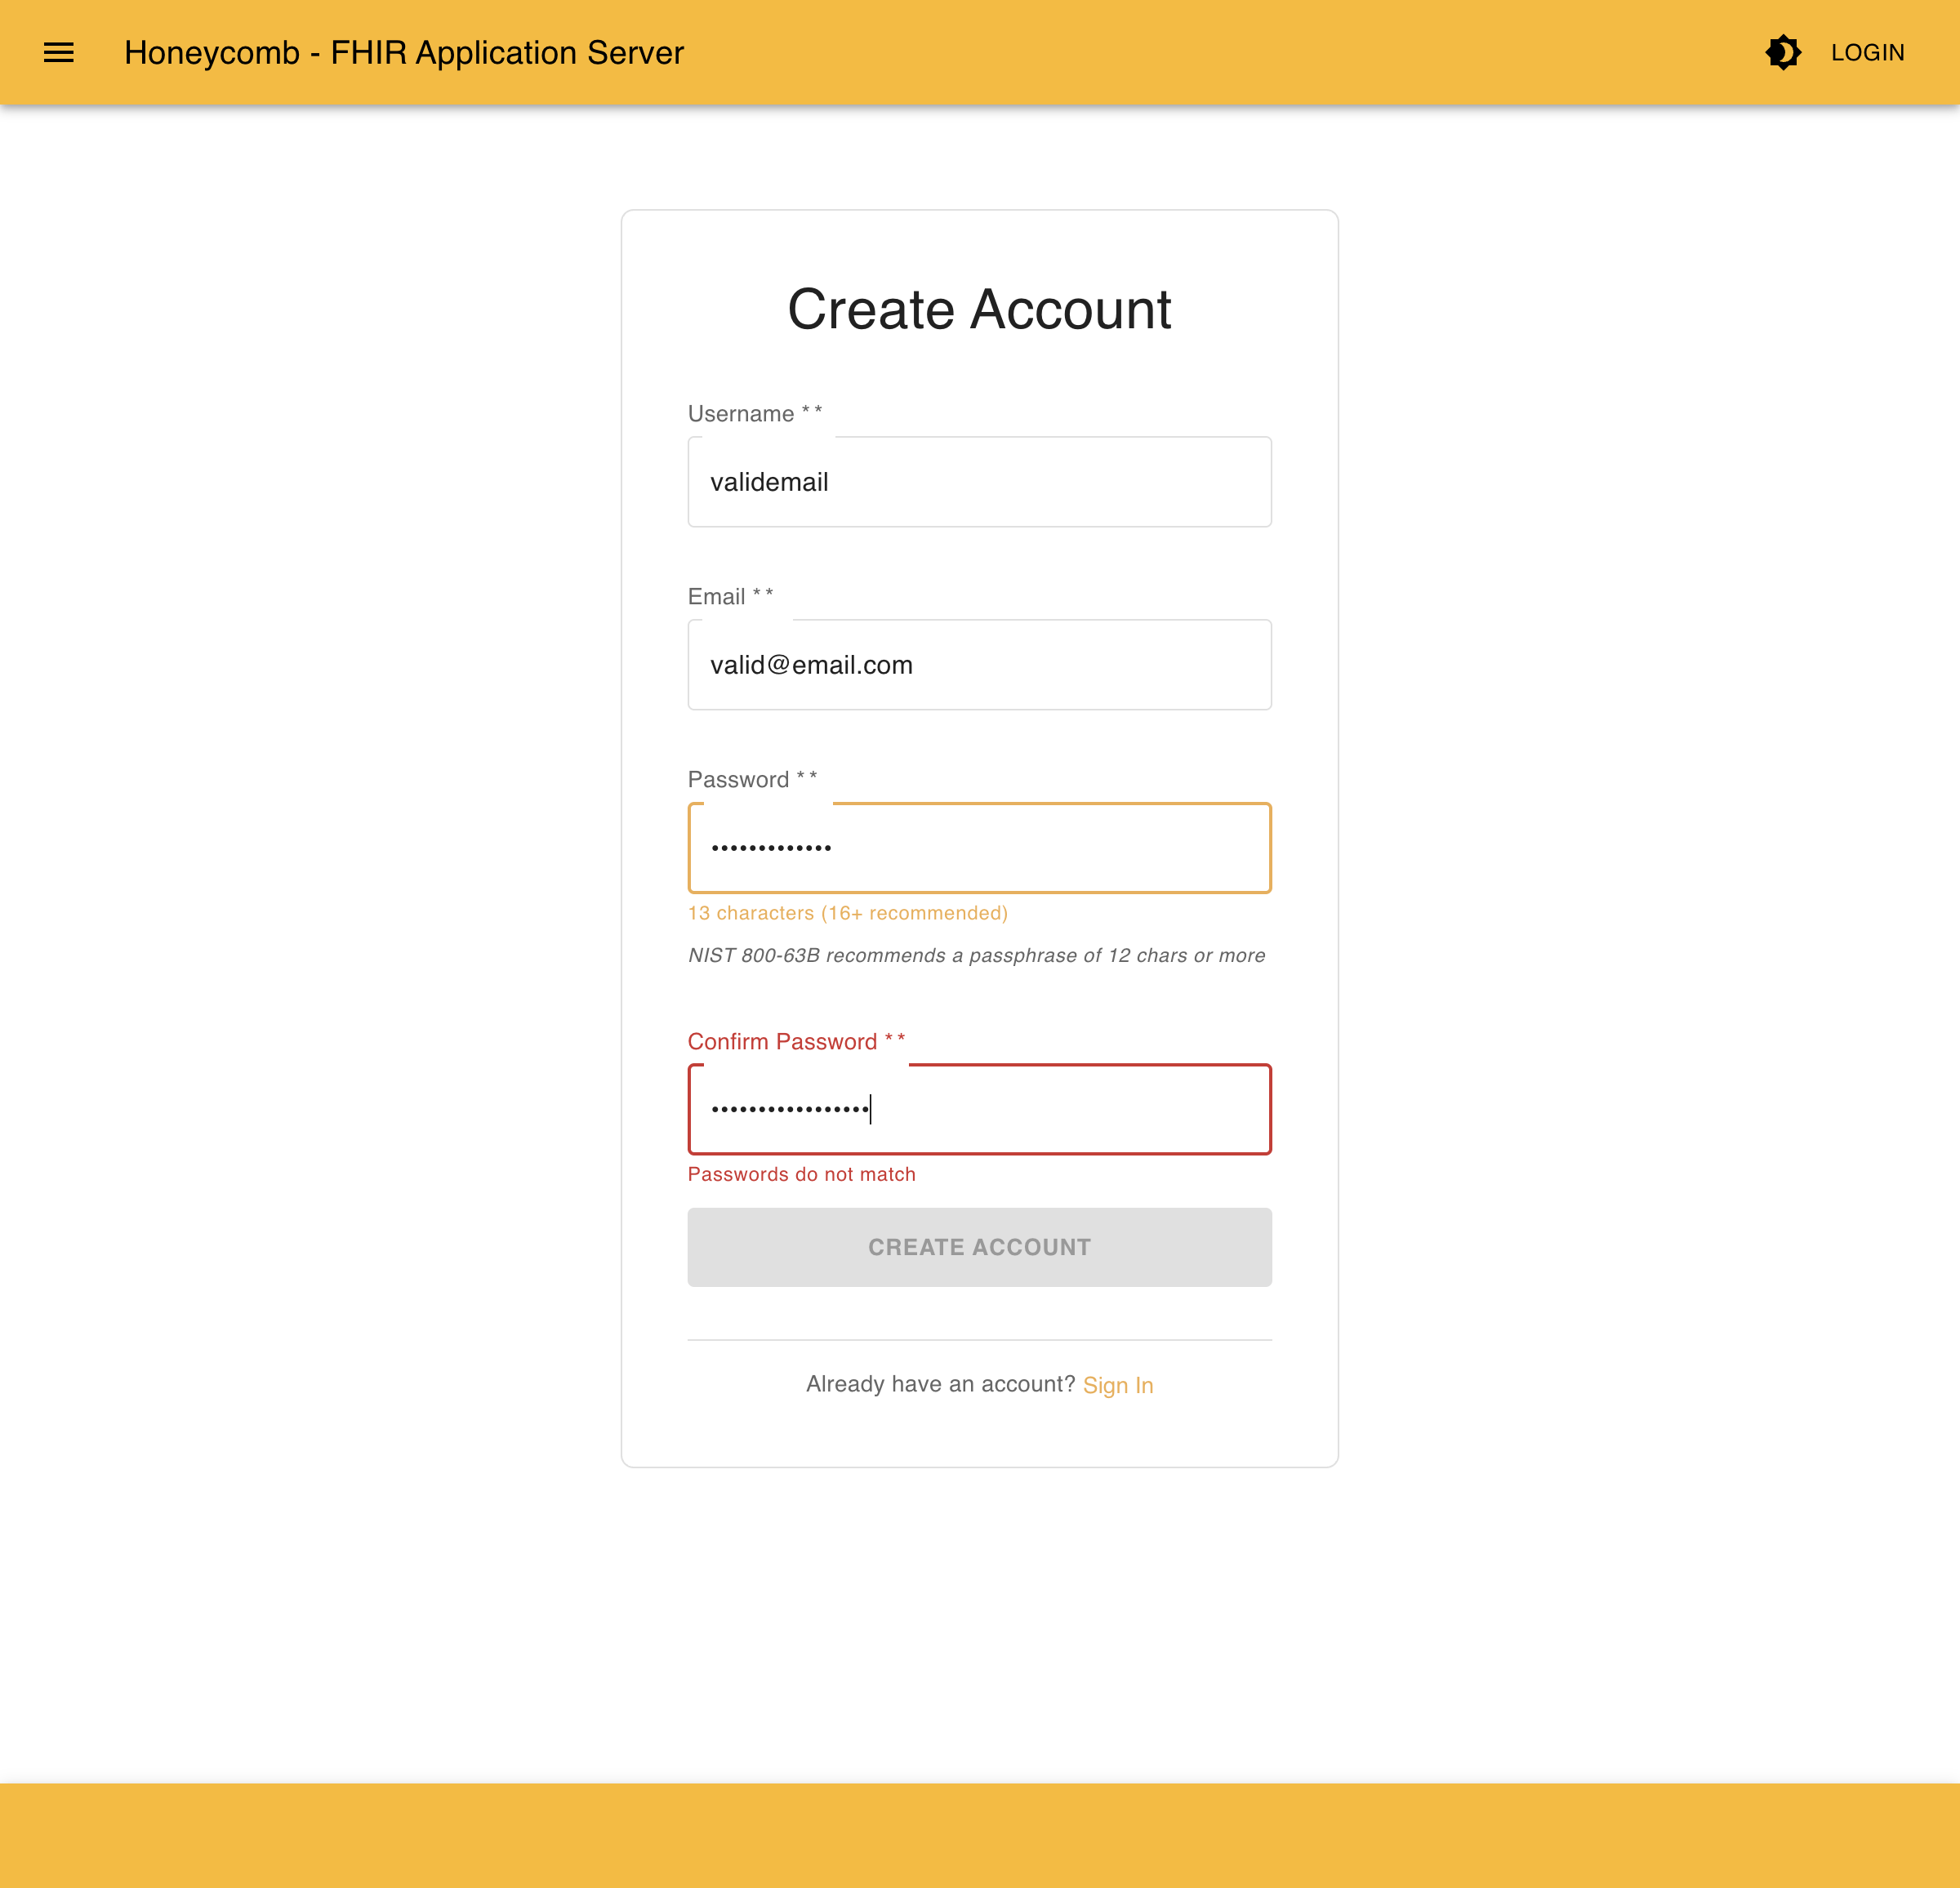 Honeycomb - FHIR Application Server
LOGIN
Create Account
Username * *
validemail
Email * *
valid@email.com
Password * *
•••••••••••••
13 characters (16+ recommended)
NIST 800-63B recommends a passphrase of 12 chars or more
Confirm Password * *
•••••••••••••••••
Passwords do not match
CREATE ACCOUNT
Already have an account? Sign In